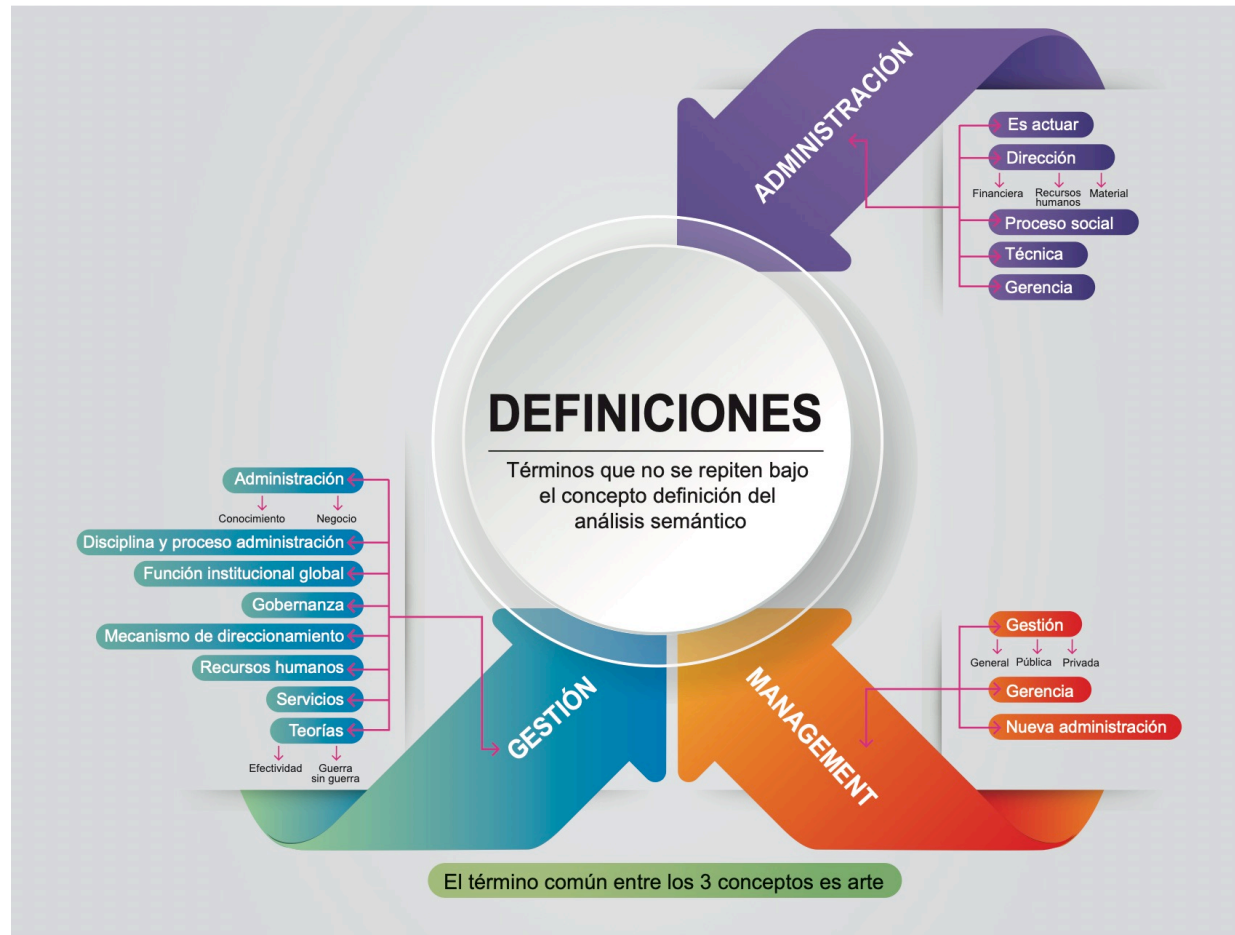 ADMINISTRACIÓN
Es actuar
Dirección
Financiera
Recursos
humanos
Material
Proceso social
Técnica
Gerencia
DEFINICIONES
Términos que no se repiten bajo
el concepto definición del
análisis semántico
Administración
Conocimiento
Negocio
Disciplina y proceso administración
Función institucional global
Gobernanza
Mecanismo de direccionamiento
Recursos humanos
Servicios
Teorías
Efectividad
Guerra
sin guerra
GESTIÓN
MANAGEMENT
Gestión
General
Pública
Privada
Gerencia
Nueva administración
El término común entre los 3 conceptos es arte